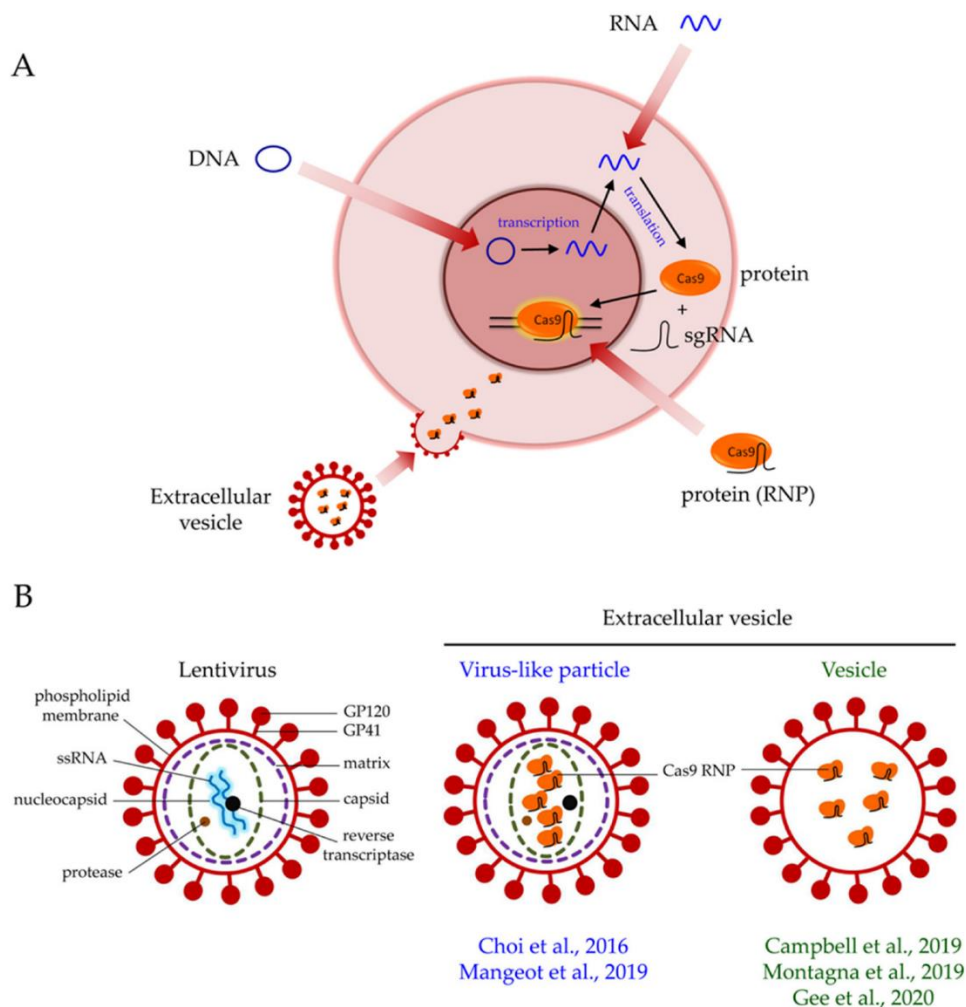 A
RNA
DNA
transcription
translation
Cas9
protein
+
sgRNA
Cas9
Cas9
protein (RNP)
Extracellular
vesicle
B
Extracellular vesicle
Lentivirus
Virus-like particle
Vesicle
phospholipid
membrane
GP120
GP41
ssRNA
matrix
Cas9 RNP
nucleocapsid
capsid
reverse
transcriptase
protease
Choi et al., 2016
Mangeot et al., 2019
Campbell et al., 2019
Montagna et al., 2019
Gee et al., 2020